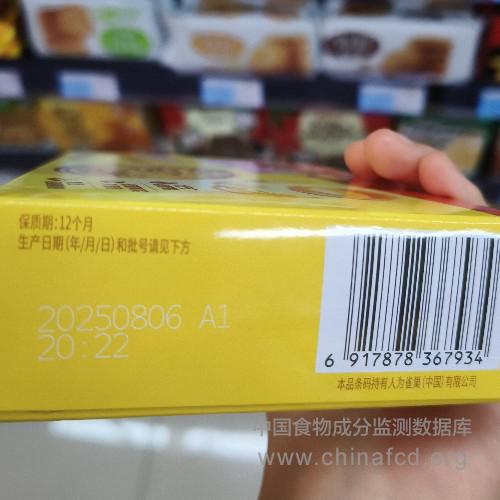 保质期:12个月
生产日期(年/月/日)和批号请见下方
20250806 A1
20:22
6 917878 367934
本品条码持有人为雀巢(中国)有限公司
中国食物成分监测数据库
www.chinafcd.org